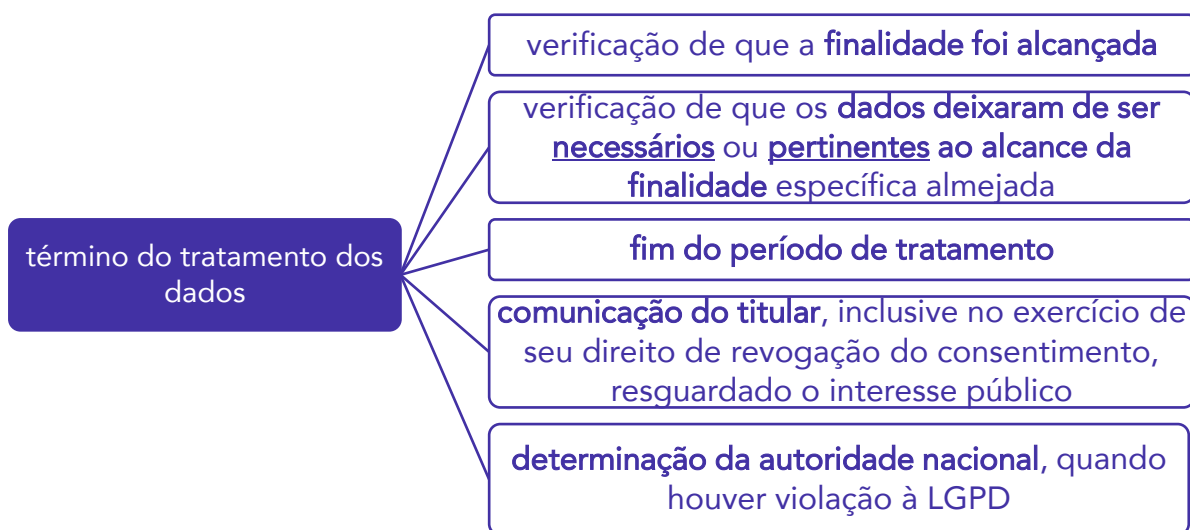 verificação de que a finalidade foi alcançada
verificação de que os dados deixaram de ser
necessários ou pertinentes ao alcance da
finalidade específica almejada
término do tratamento dos
dados
fim do período de tratamento
comunicação do titular, inclusive no exercício de
seu direito de revogação do consentimento,
resguardado o interesse público
determinação da autoridade nacional, quando
houver violação à LGPD